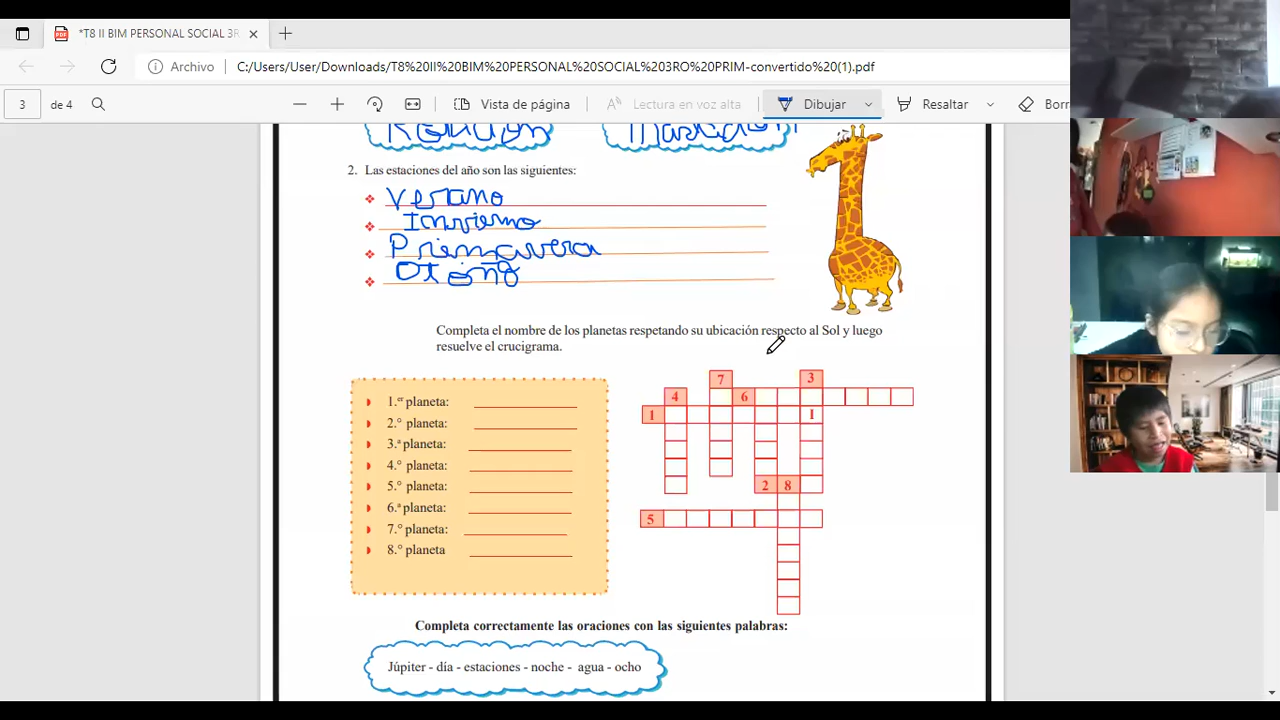 *T8 II BIM PERSONAL SOCIAL 3R
Archivo
C:/Users/User/Downloads/T8%20II%20BIM%20PERSONAL%20SOCIAL%203RO%20PRIM-convertido%20(1).pdf
3 de 4
Vista de página
Lectura en voz alta
Dibujar
Resaltar
Borr
2. Las estaciones del año son las siguientes:
Verano
Primavera
Otoño
Completa el nombre de los planetas respetando su ubicación respecto al Sol y luego
resuelve el crucigrama.
1.er planeta:
2.° planeta:
3.ª planeta:
4.° planeta:
5.° planeta:
6.ª planeta:
7.° planeta:
8.° planeta
7 3
4 6
1 1
2 8
5
Completa correctamente las oraciones con las siguientes palabras:
Júpiter - día - estaciones - noche - agua - ocho